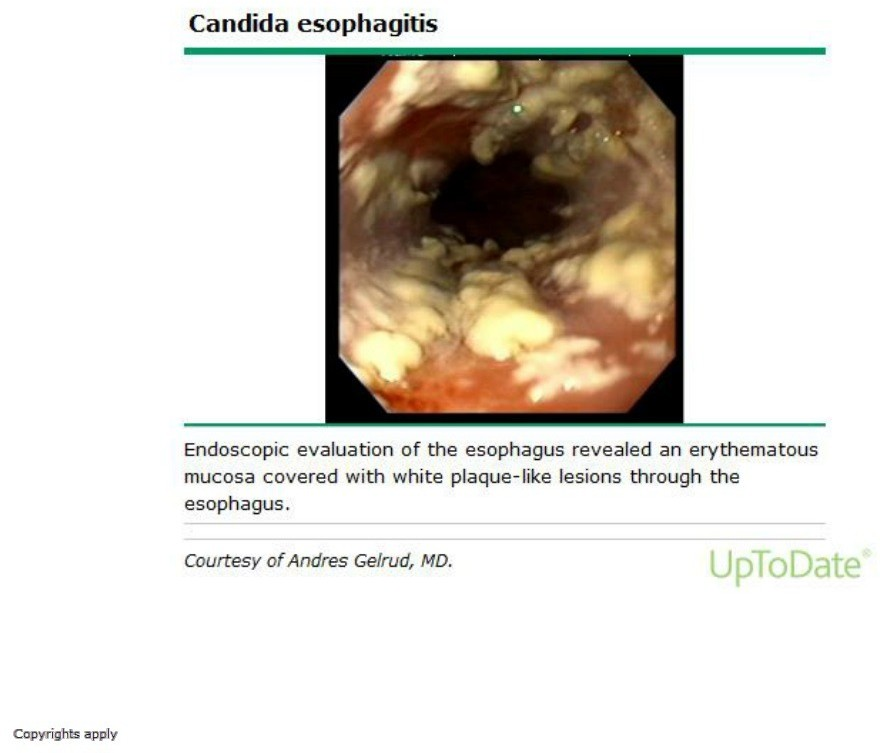 Candida esophagitis
Endoscopic evaluation of the esophagus revealed an erythematous
mucosa covered with white plaque-like lesions through the
esophagus.
Courtesy of Andres Gelrud, MD.
UpToDate®
Copyrights apply